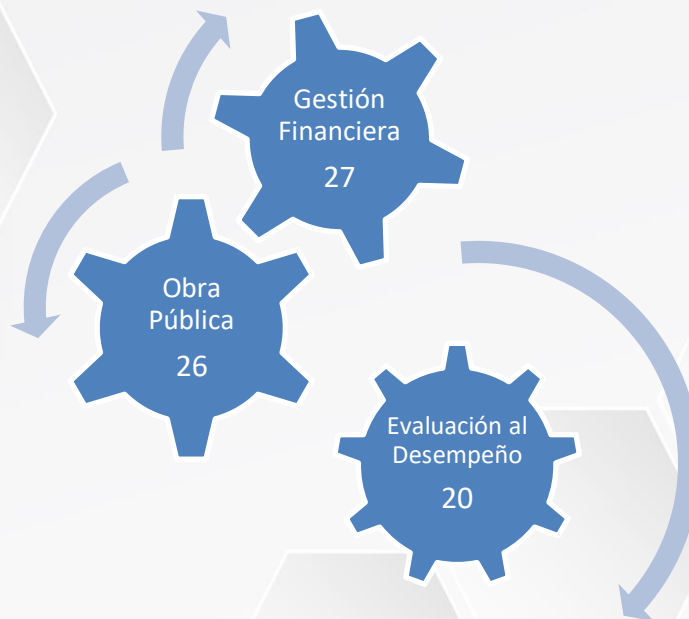 Gestión
Financiera
27
Obra
Pública
26
Evaluación al
Desempeño
20